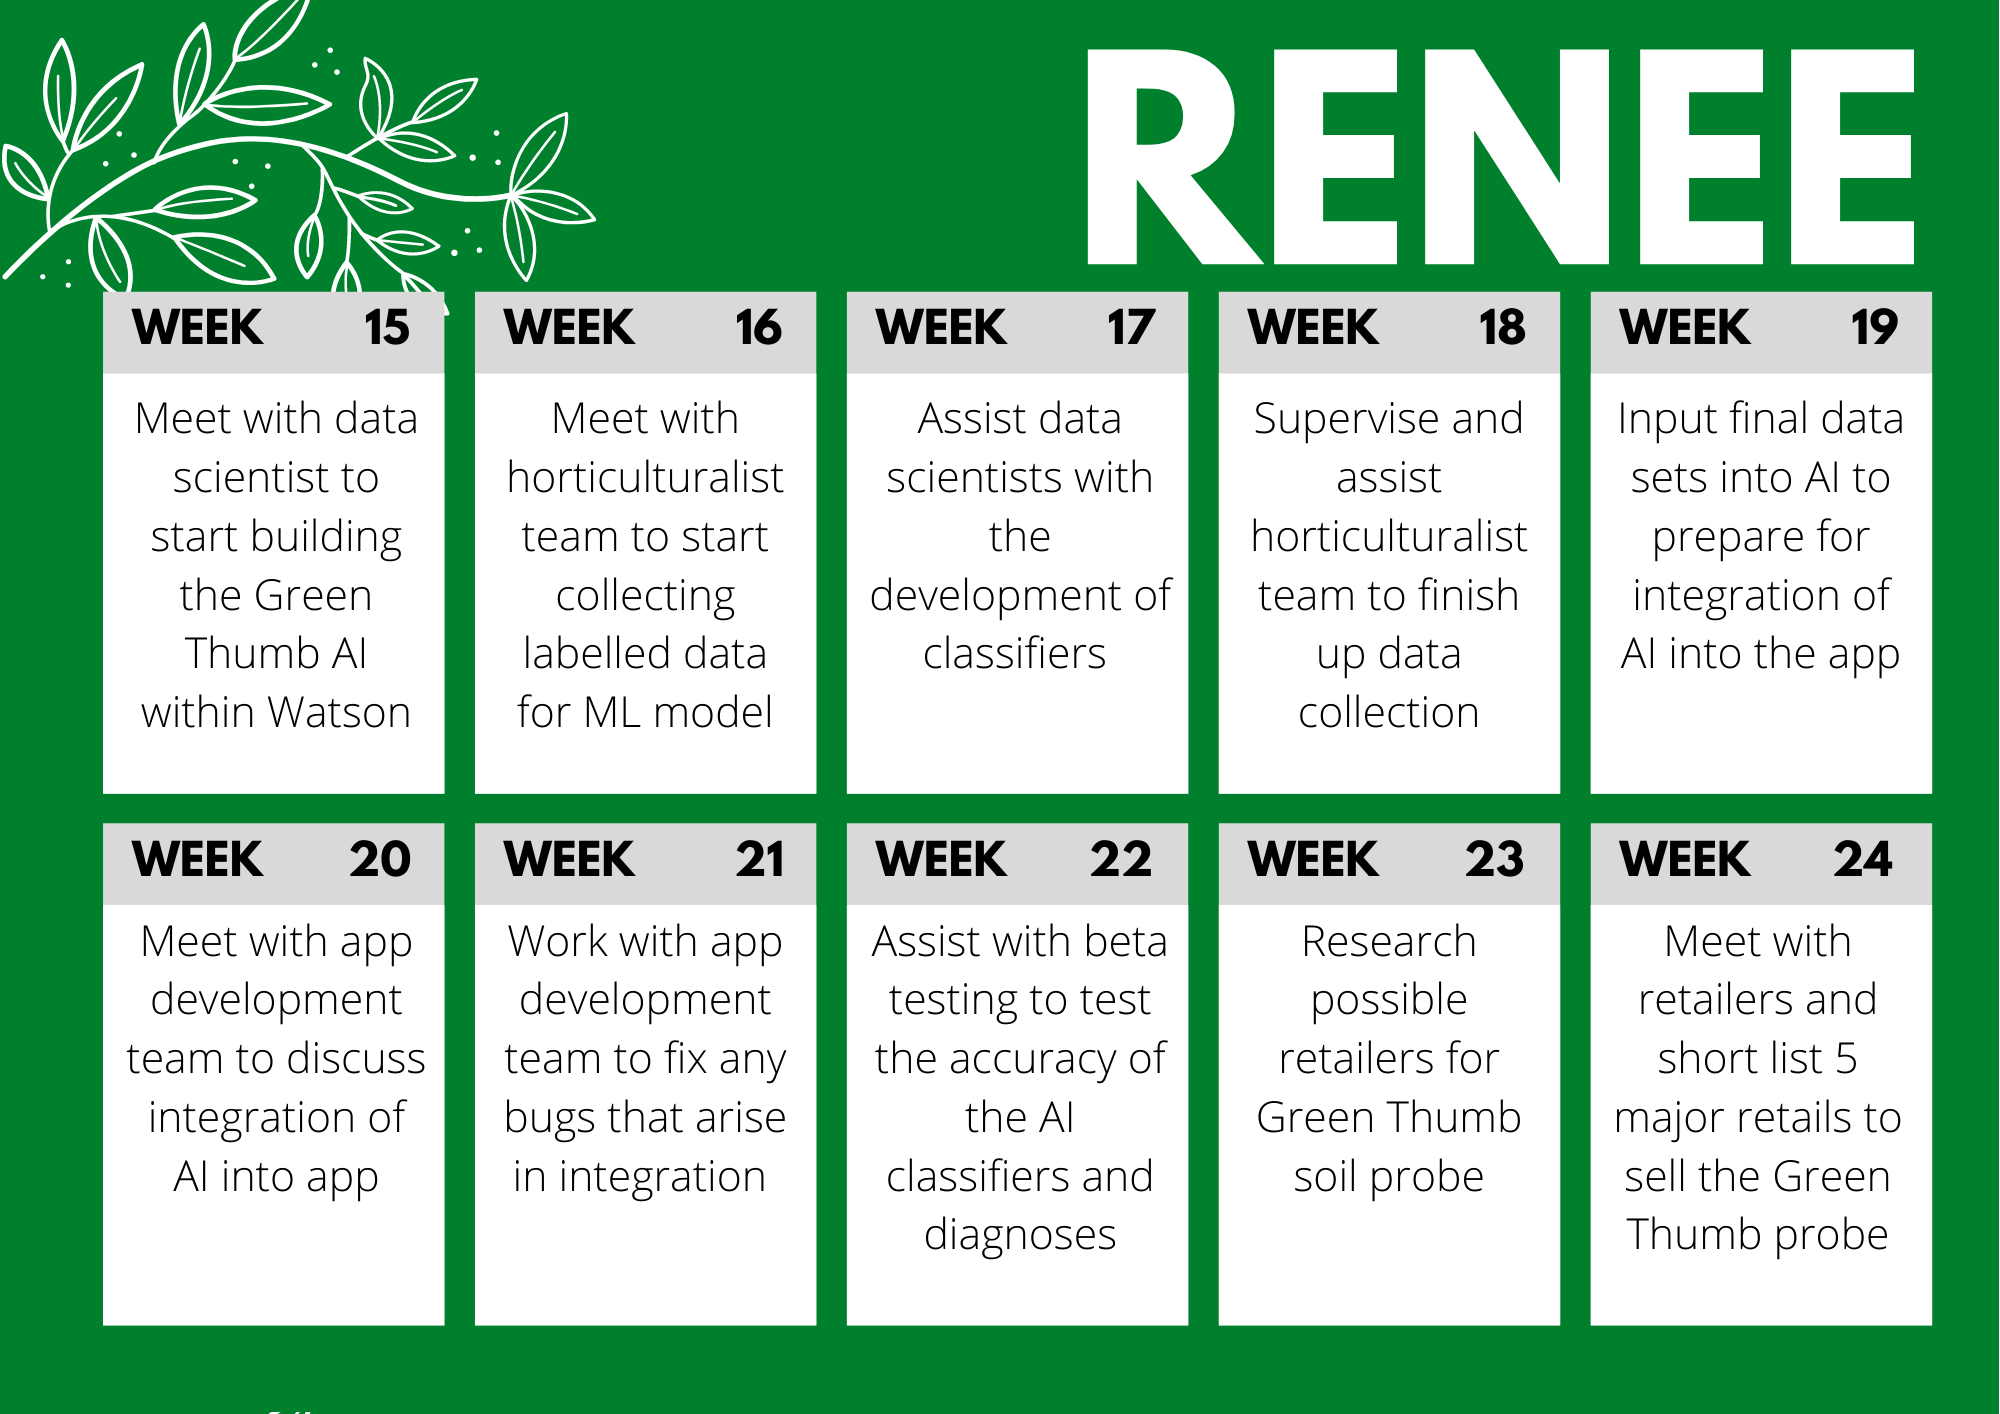 RENEE
WEEK 15
Meet with data
scientist to
start building
the Green
Thumb AI
within Watson
WEEK 16
Meet with
horticulturalist
team to start
collecting
labelled data
for ML model
WEEK 17
Assist data
scientists with
the
development of
classifiers
WEEK 18
Supervise and
assist
horticulturalist
team to finish
up data
collection
WEEK 19
Input final data
sets into AI to
prepare for
integration of
AI into the app
WEEK 20
Meet with app
development
team to discuss
integration of
AI into app
WEEK 21
Work with app
development
team to fix any
bugs that arise
in integration
WEEK 22
Assist with beta
testing to test
the accuracy of
the AI
classifiers and
diagnoses
WEEK 23
Research
possible
retailers for
Green Thumb
soil probe
WEEK 24
Meet with
retailers and
short list 5
major retails to
sell the Green
Thumb probe